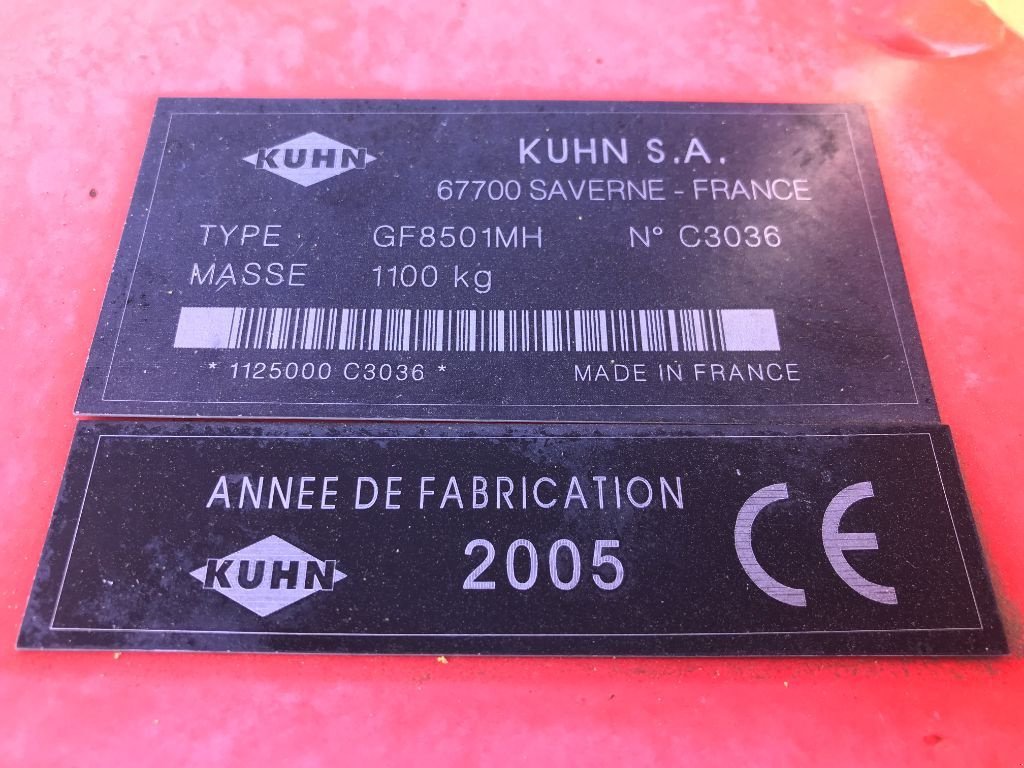 KUHN KUHN S.A.
67700 SAVERNE - FRANCE
TYPE GF8501MH N° C3036
MASSE 1100 kg
* 1125000 C3036 * MADE IN FRANCE
ANNEE DE FABRICATION
KUHN 2005 CE